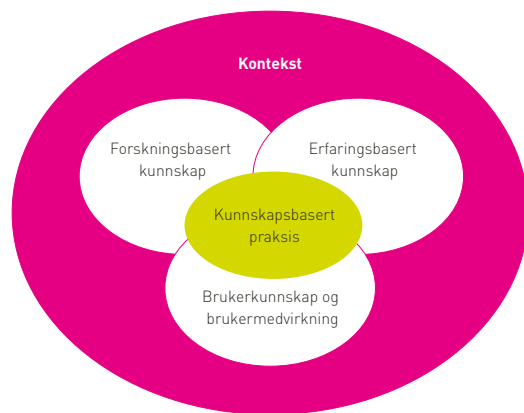 Kontekst
Forskningsbasert
kunnskap
Erfaringsbasert
kunnskap
Kunnskapsbasert
praksis
Brukerkunnskap og
brukermedvirkning